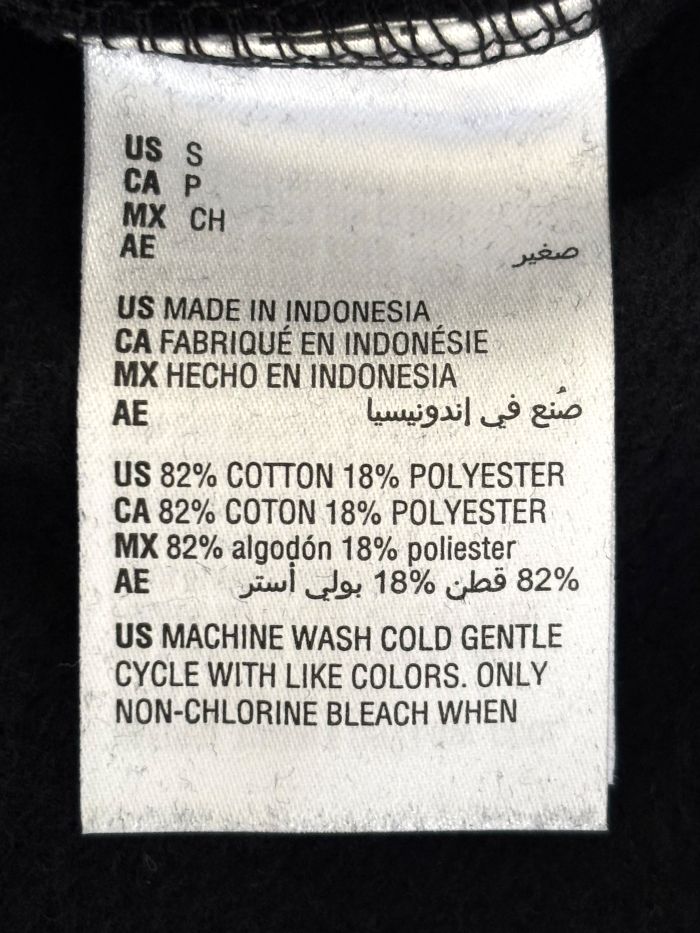 US S
CA P
MX CH
AE صغير
US MADE IN INDONESIA
CA FABRIQUÉ EN INDONÉSIE
MX HECHO EN INDONESIA
AE صُنع في إندونيسيا
US 82% COTTON 18% POLYESTER
CA 82% COTON 18% POLYESTER
MX 82% algodón 18% poliester
AE 82% قطن 18% بولي أستر
US MACHINE WASH COLD GENTLE
CYCLE WITH LIKE COLORS. ONLY
NON-CHLORINE BLEACH WHEN